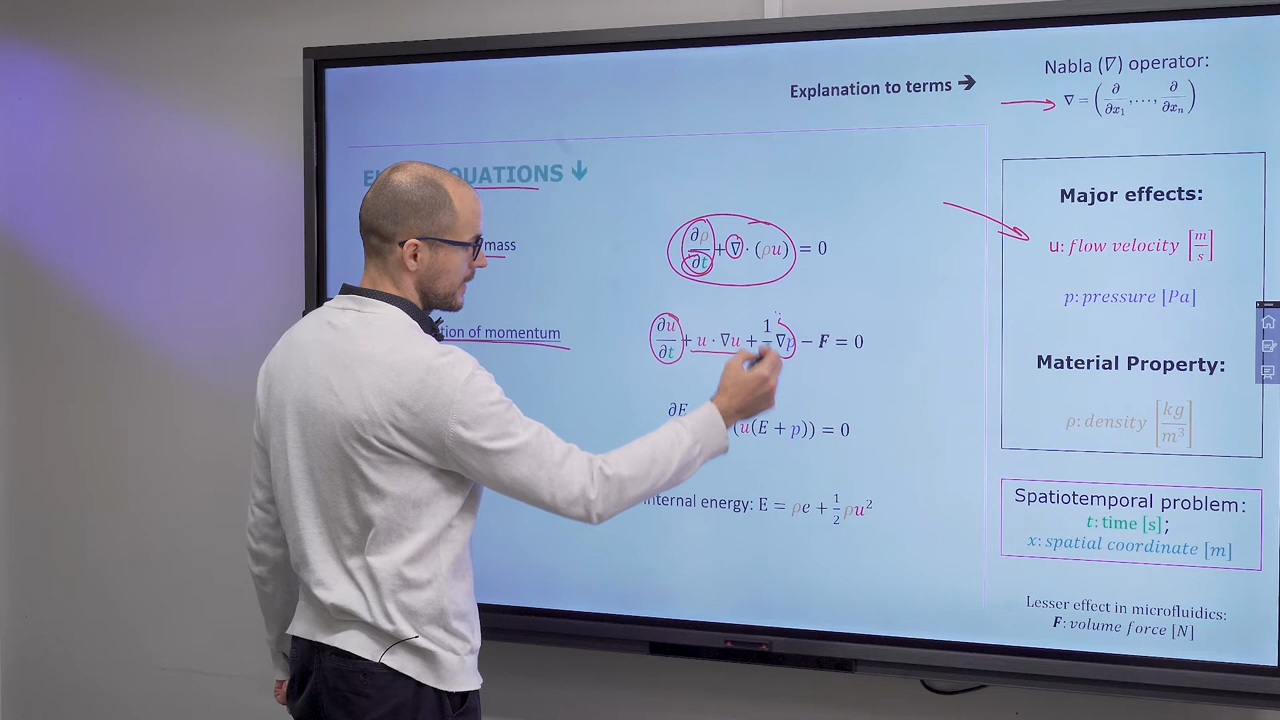 Explanation to terms →
Nabla (∇) operator:
∇ = (∂/∂x₁, ..., ∂/∂xₙ)
QUATIONS ↓
mass
∂ρ/∂t + ∇ · (ρu) = 0
tion of momentum
∂u/∂t + u · ∇u + 1 ∇p − F = 0
∂E (u(E + p)) = 0
nternal energy: E = ρe + 1/2 ρu²
Major effects:
u: flow velocity [m/s]
p: pressure [Pa]
Material Property:
ρ: density [kg/m³]
Spatiotemporal problem:
t: time [s];
x: spatial coordinate [m]
Lesser effect in microfluidics:
F: volume force [N]